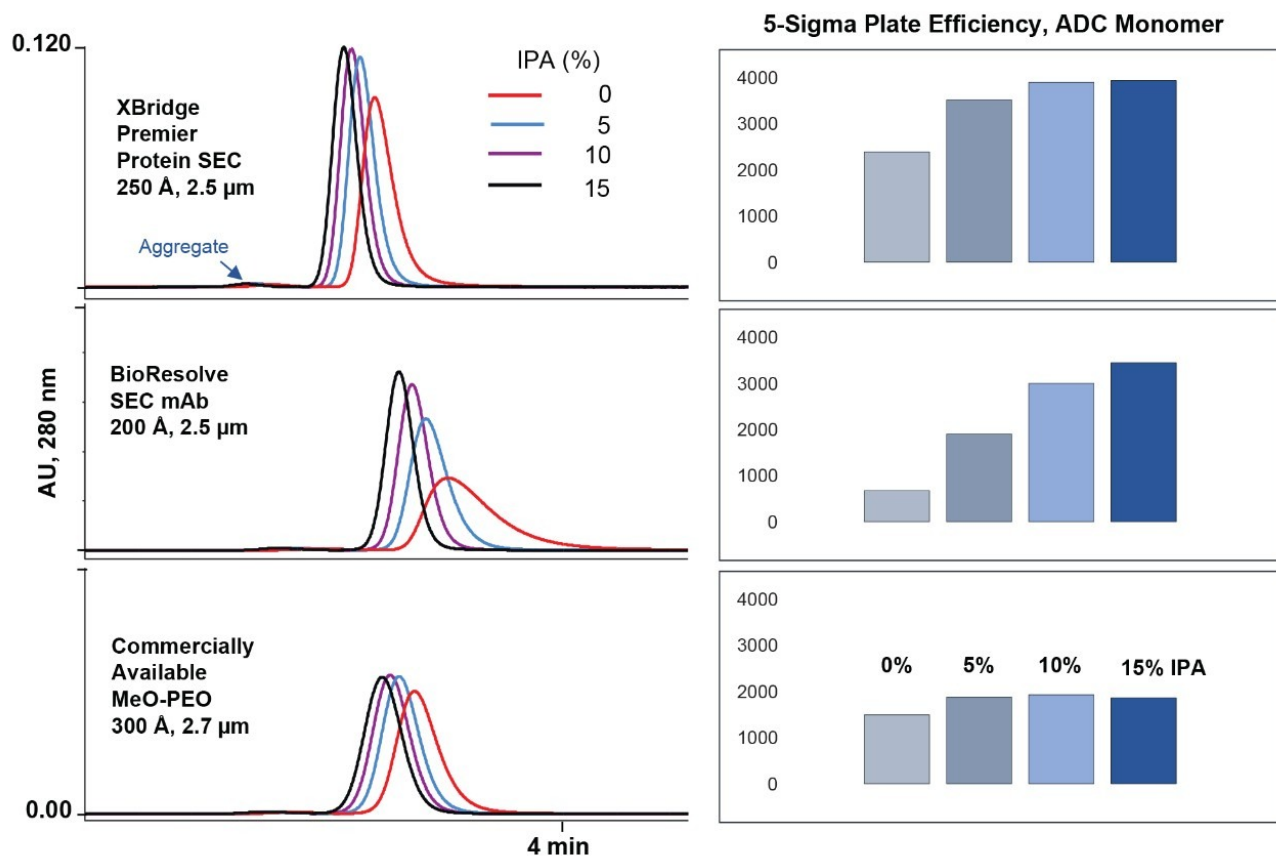 0.120
XBridge
Premier
Protein SEC
250 Å, 2.5 µm
Aggregate
IPA (%)
0
5
10
15
BioResolve
SEC mAb
200 Å, 2.5 µm
AU, 280 nm
Commercially
Available
MeO-PEO
300 Å, 2.7 µm
0.00
4 min
5-Sigma Plate Efficiency, ADC Monomer
4000
3000
2000
1000
0
4000
3000
2000
1000
0
4000
3000
2000
1000
0
0% 5% 10% 15% IPA